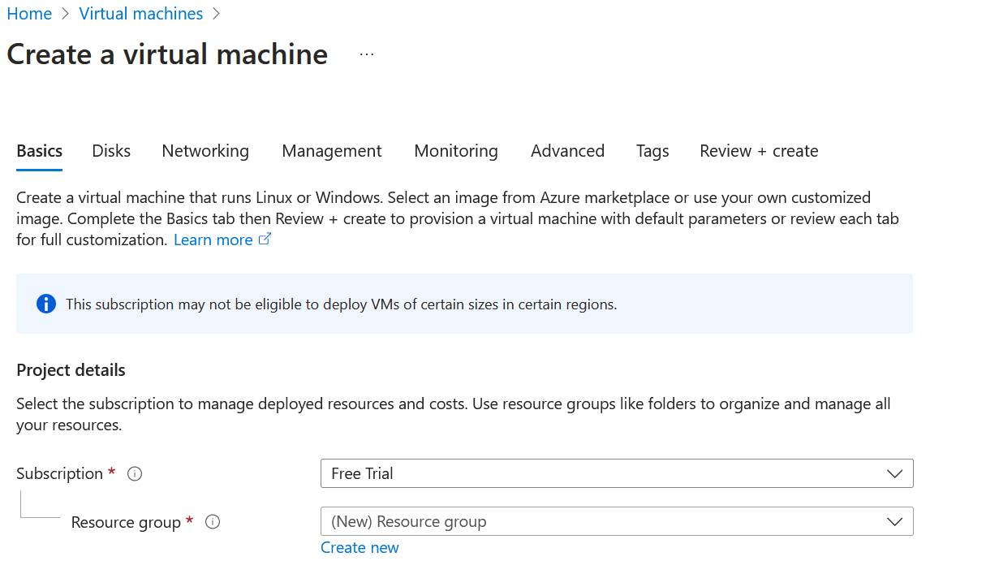 Home > Virtual machines >
Create a virtual machine ...
Basics Disks Networking Management Monitoring Advanced Tags Review + create
Create a virtual machine that runs Linux or Windows. Select an image from Azure marketplace or use your own customized
image. Complete the Basics tab then Review + create to provision a virtual machine with default parameters or review each tab
for full customization. Learn more
This subscription may not be eligible to deploy VMs of certain sizes in certain regions.
Project details
Select the subscription to manage deployed resources and costs. Use resource groups like folders to organize and manage all
your resources.
Subscription * Free Trial
Resource group * (New) Resource group
Create new